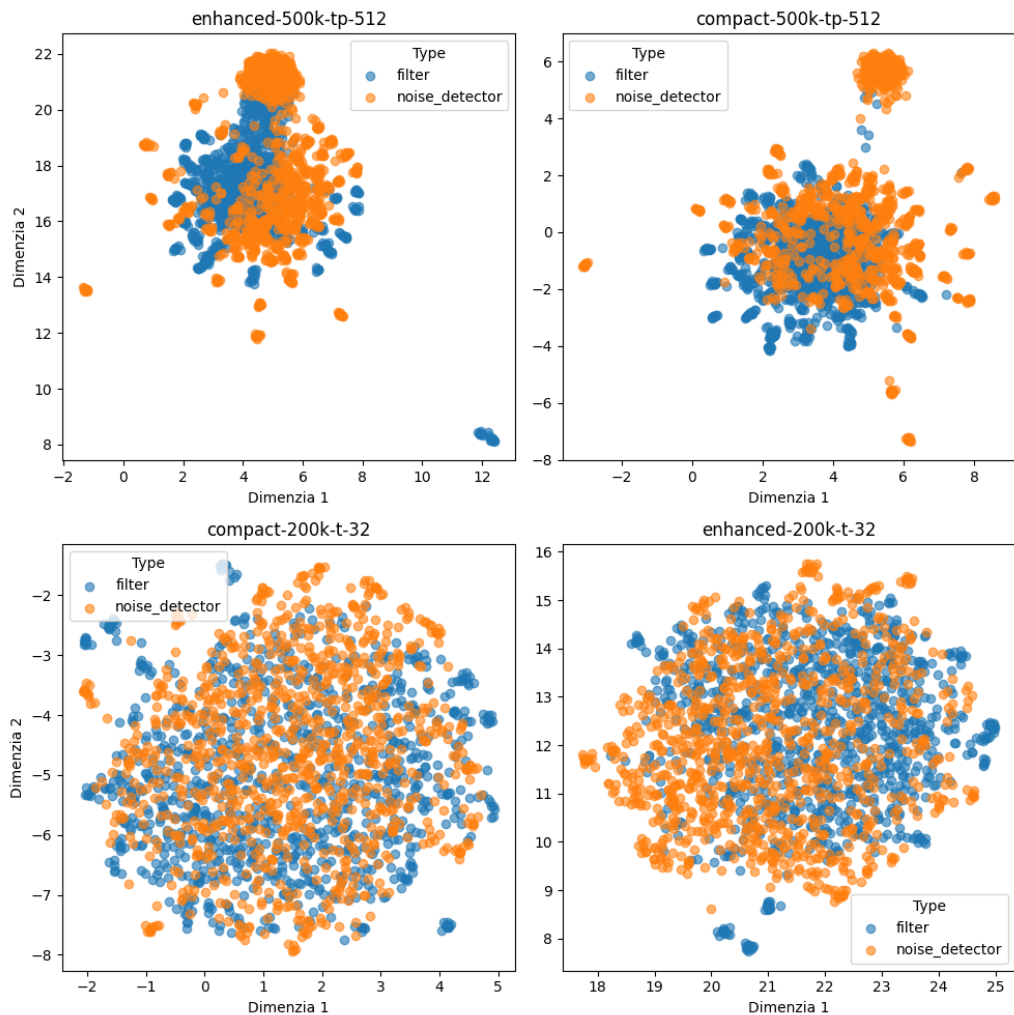 enhanced-500k-tp-512
22
20
18
16
14
12
10
8
Dimenzia 2
−2
0
2
4
6
8
10
12
Dimenzia 1
Type
filter
noise_detector
compact-500k-tp-512
6
4
2
0
−2
−4
−6
−8
−2
0
2
4
6
8
Dimenzia 1
Type
filter
noise_detector
compact-200k-t-32
−2
−3
−4
−5
−6
−7
−8
Dimenzia 2
−2
−1
0
1
2
3
4
5
Dimenzia 1
Type
filter
noise_detector
enhanced-200k-t-32
16
15
14
13
12
11
10
9
8
18
19
20
21
22
23
24
25
Dimenzia 1
Type
filter
noise_detector